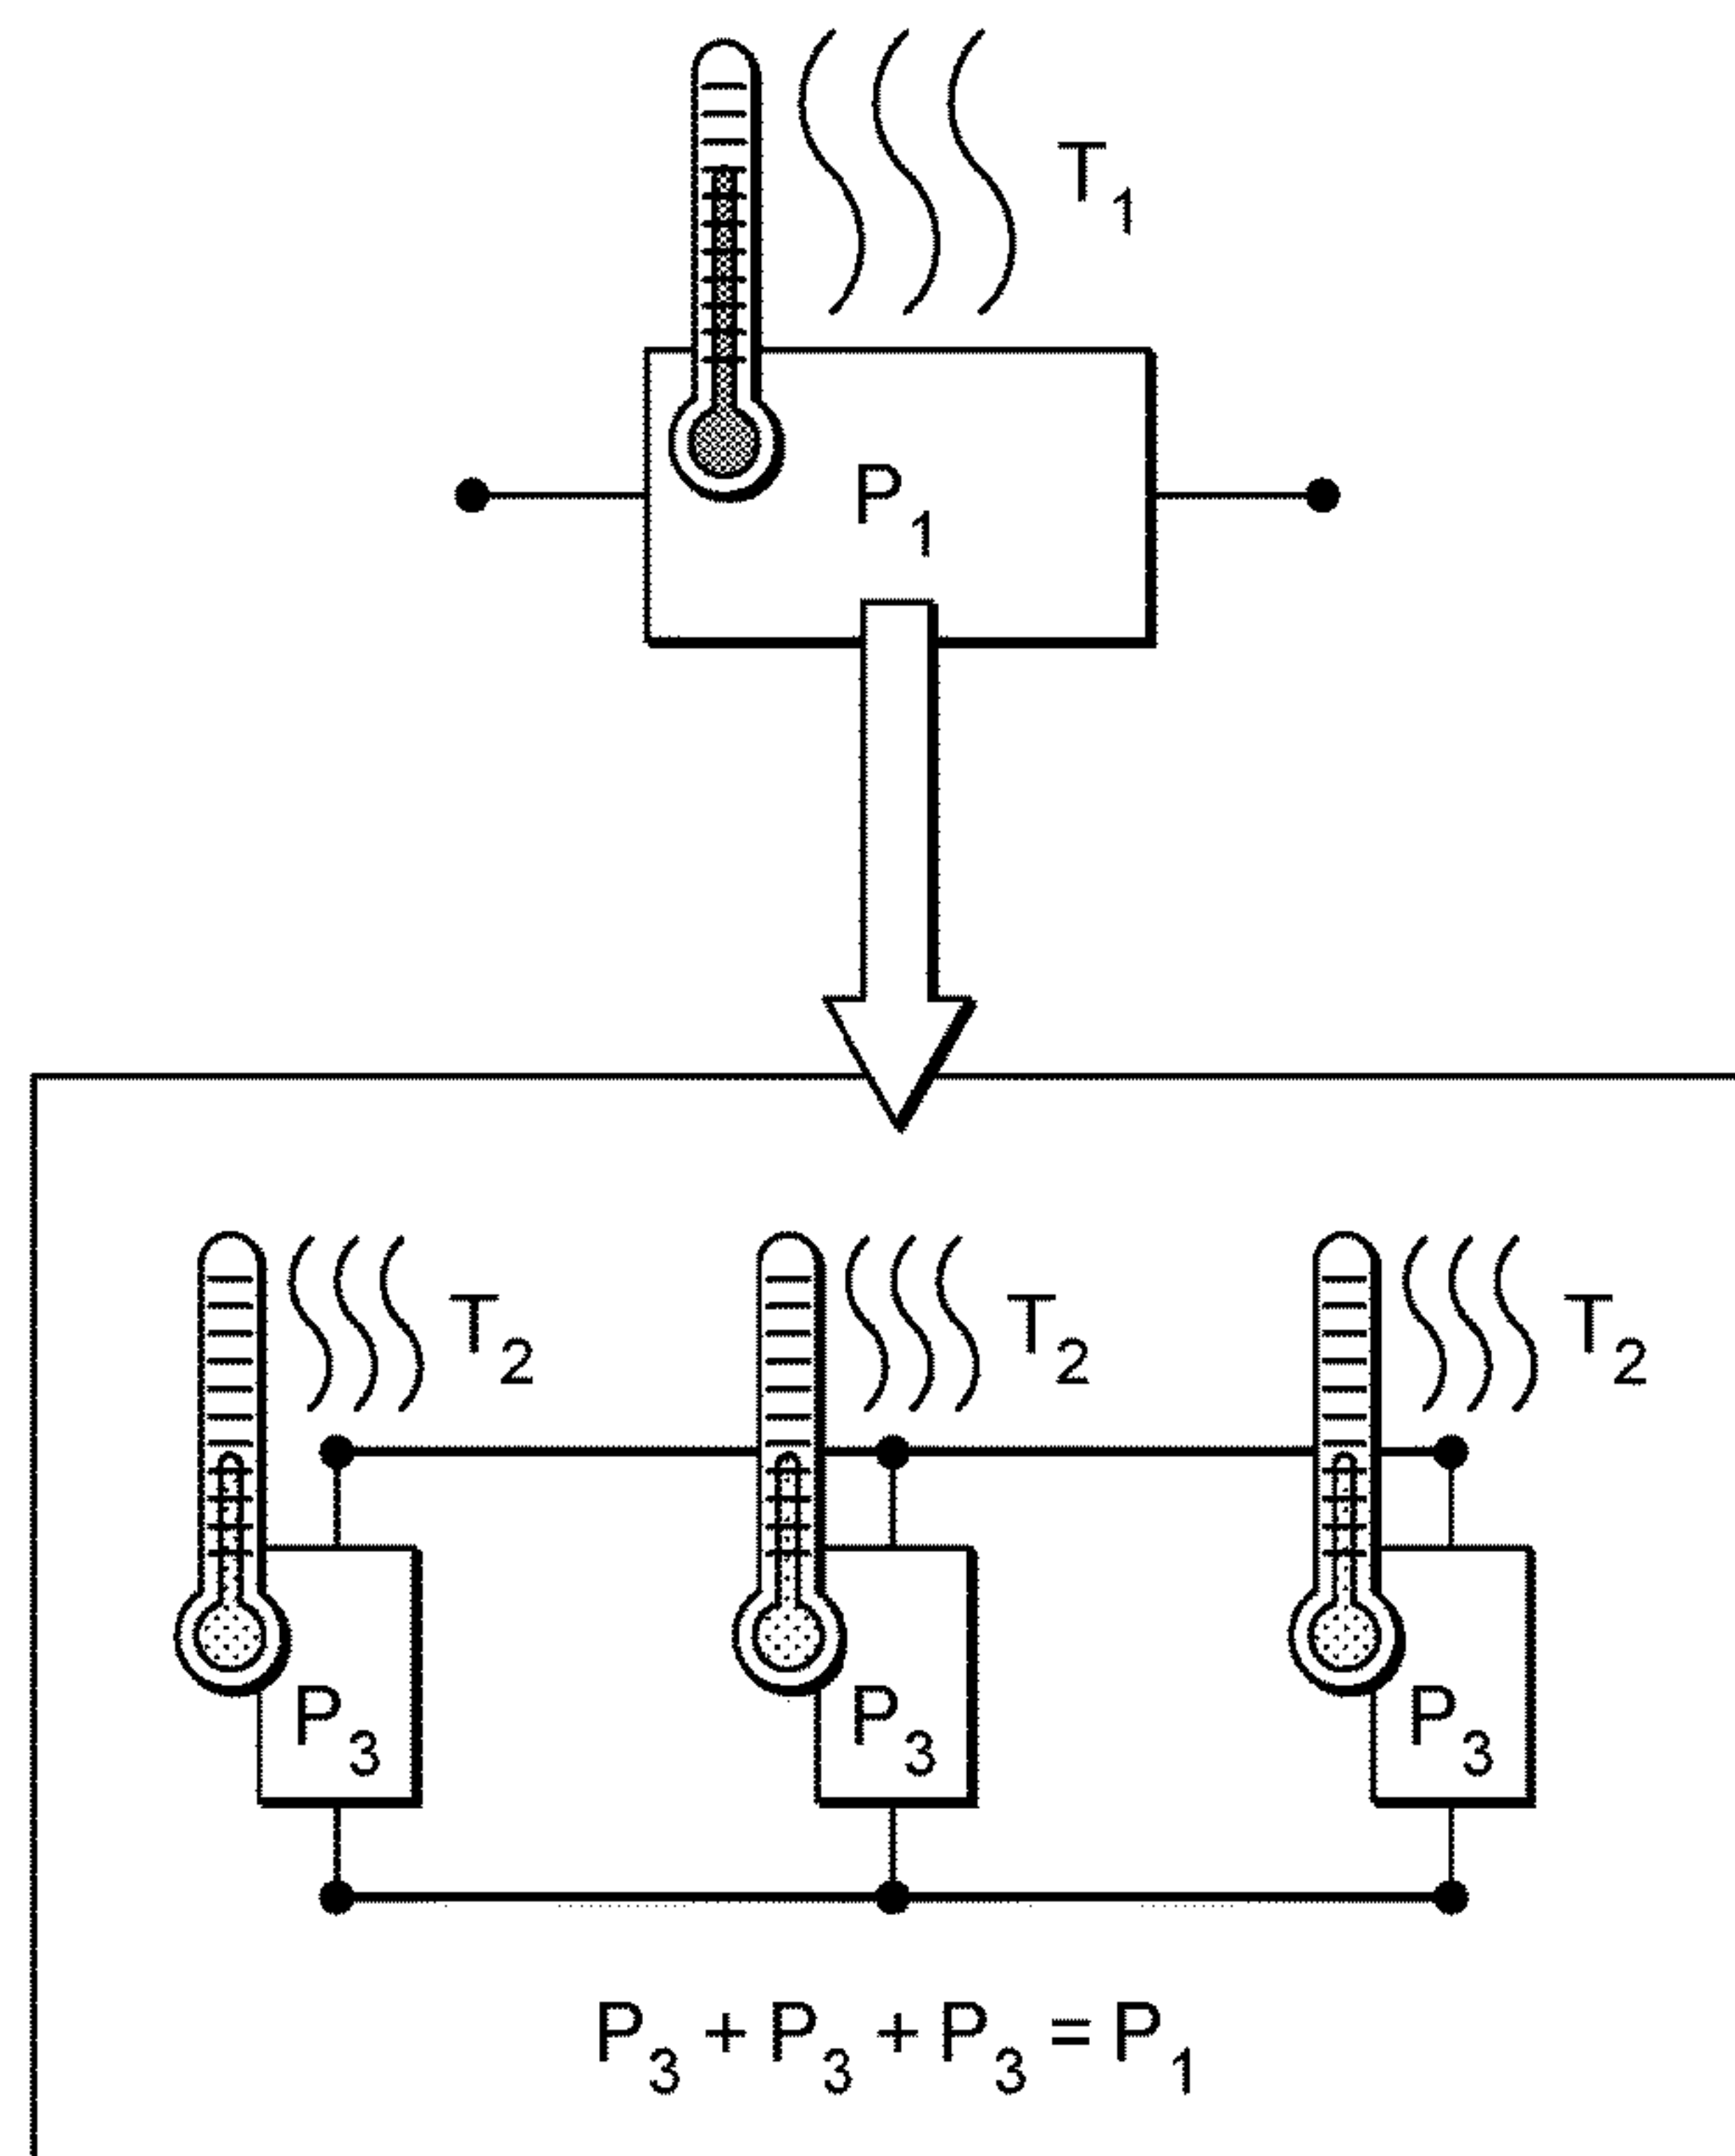 T₁
P₁
T₂ T₂ T₂
P₃ P₃ P₃
P₃ + P₃ + P₃ = P₁